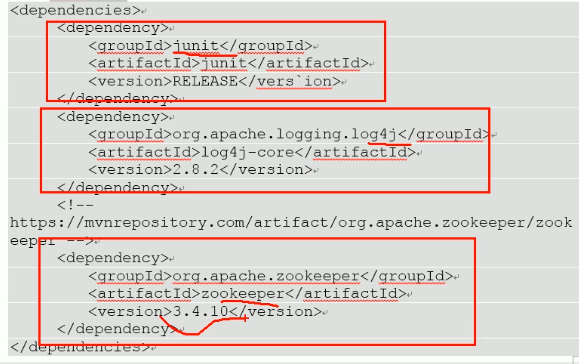 <dependencies>
<dependency>
<groupId>junit</groupId>
<artifactId>junit</artifactId>
<version>RELEASE</vers`ion>
</dependency>
<dependency>
<groupId>org.apache.logging.log4j</groupId>
<artifactId>log4j-core</artifactId>
<version>2.8.2</version>
</dependency>
<!--
https://mvnrepository.com/artifact/org.apache.zookeeper/zook
eeper -->
<dependency>
<groupId>org.apache.zookeeper</groupId>
<artifactId>zookeeper</artifactId>
<version>3.4.10</version>
</dependency>
</dependencies>